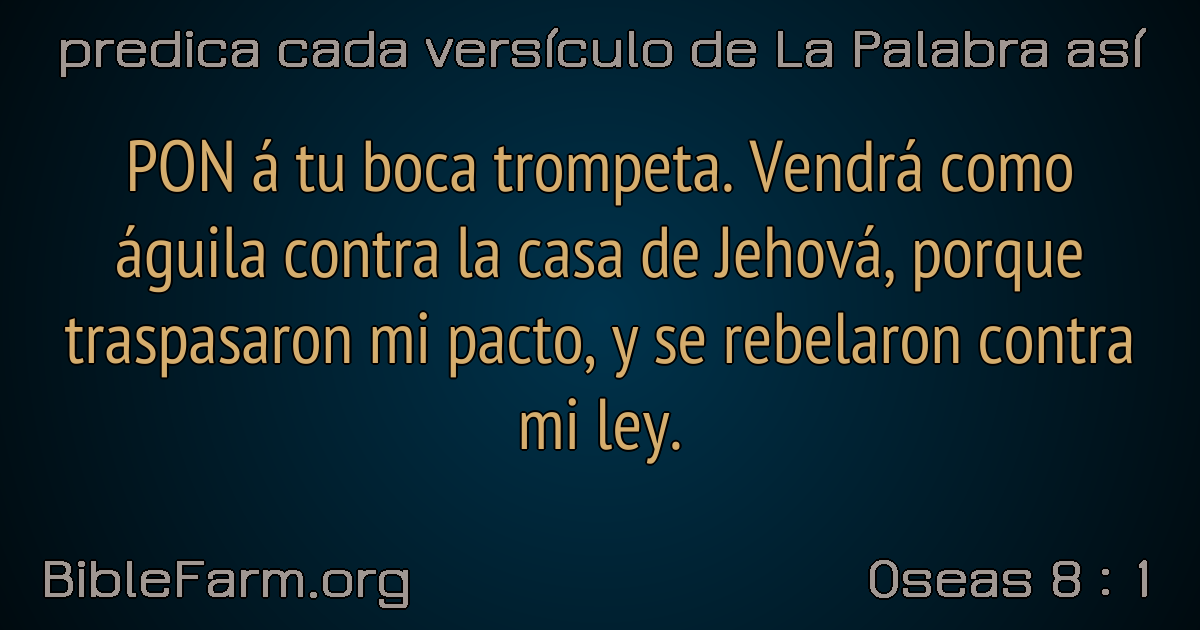 predica cada versículo de La Palabra así
PON á tu boca trompeta. Vendrá como
águila contra la casa de Jehová, porque
traspasaron mi pacto, y se rebelaron contra
mi ley.
BibleFarm.org
Oseas 8 : 1